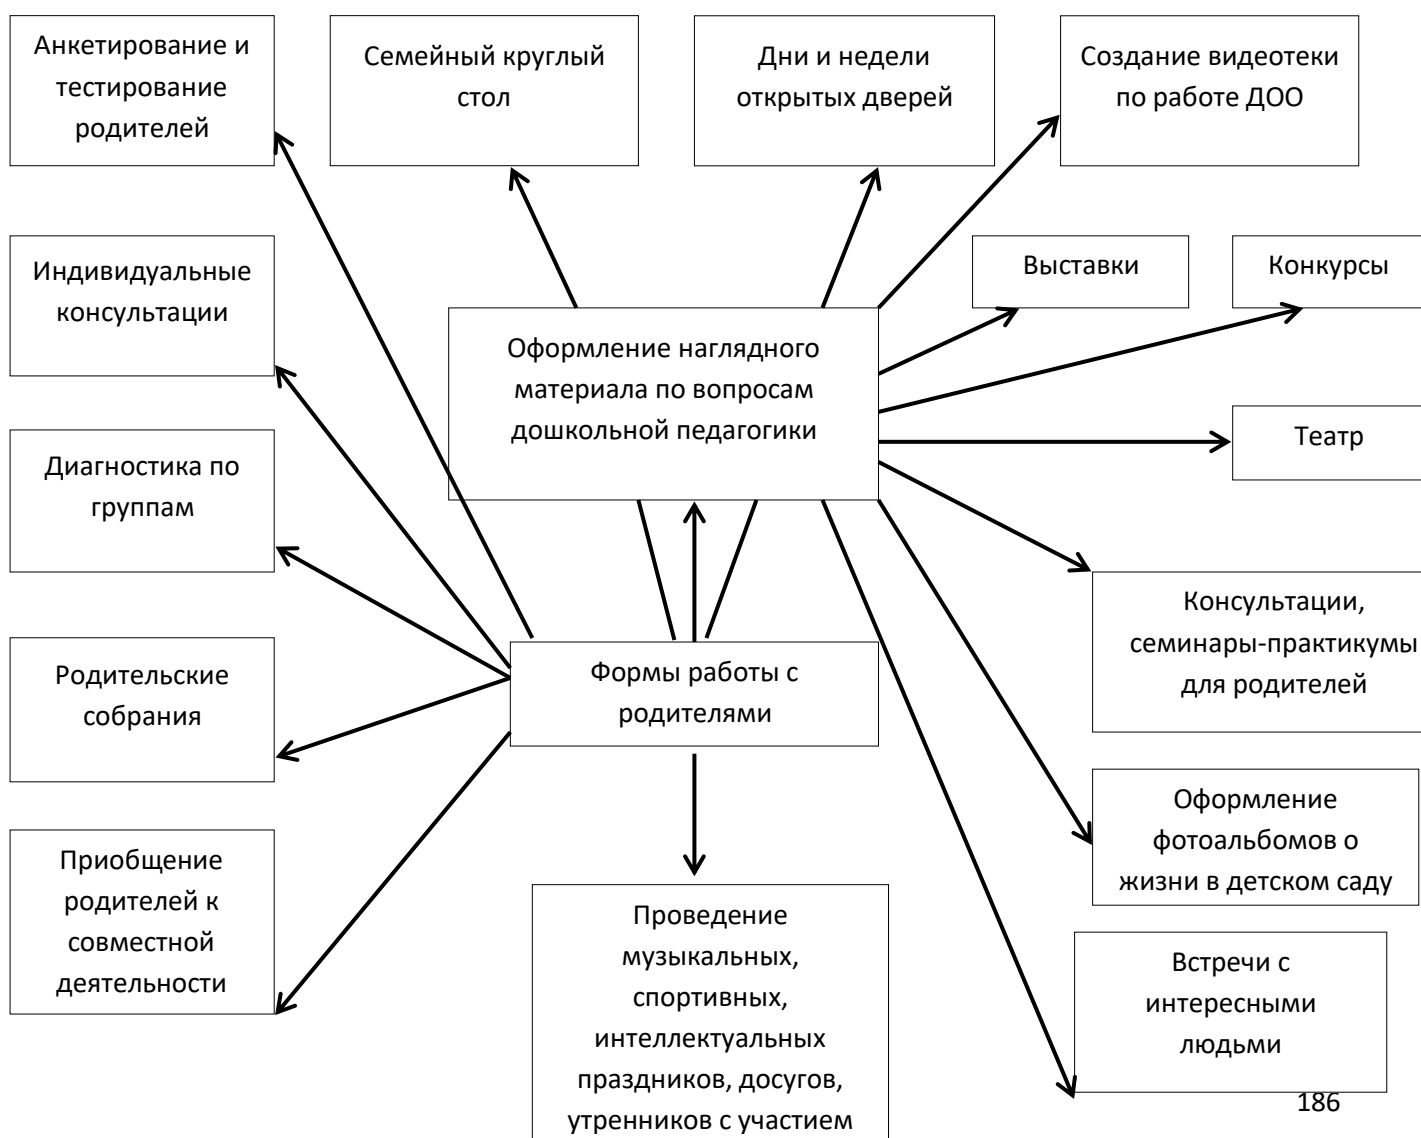 Анкетирование и
тестирование
родителей
Семейный круглый
стол
Дни и недели
открытых дверей
Создание видеотеки
по работе ДОО
Индивидуальные
консультации
Выставки
Конкурсы
Оформление наглядного
материала по вопросам
дошкольной педагогики
Театр
Диагностика по
группам
Консультации,
семинары-практикумы
для родителей
Родительские
собрания
Формы работы с
родителями
Оформление
фотоальбомов о
жизни в детском саду
Приобщение
родителей к
совместной
деятельности
Проведение
музыкальных,
спортивных,
интеллектуальных
праздников, досугов,
утренников с участием
Встречи с
интересными
людьми
186